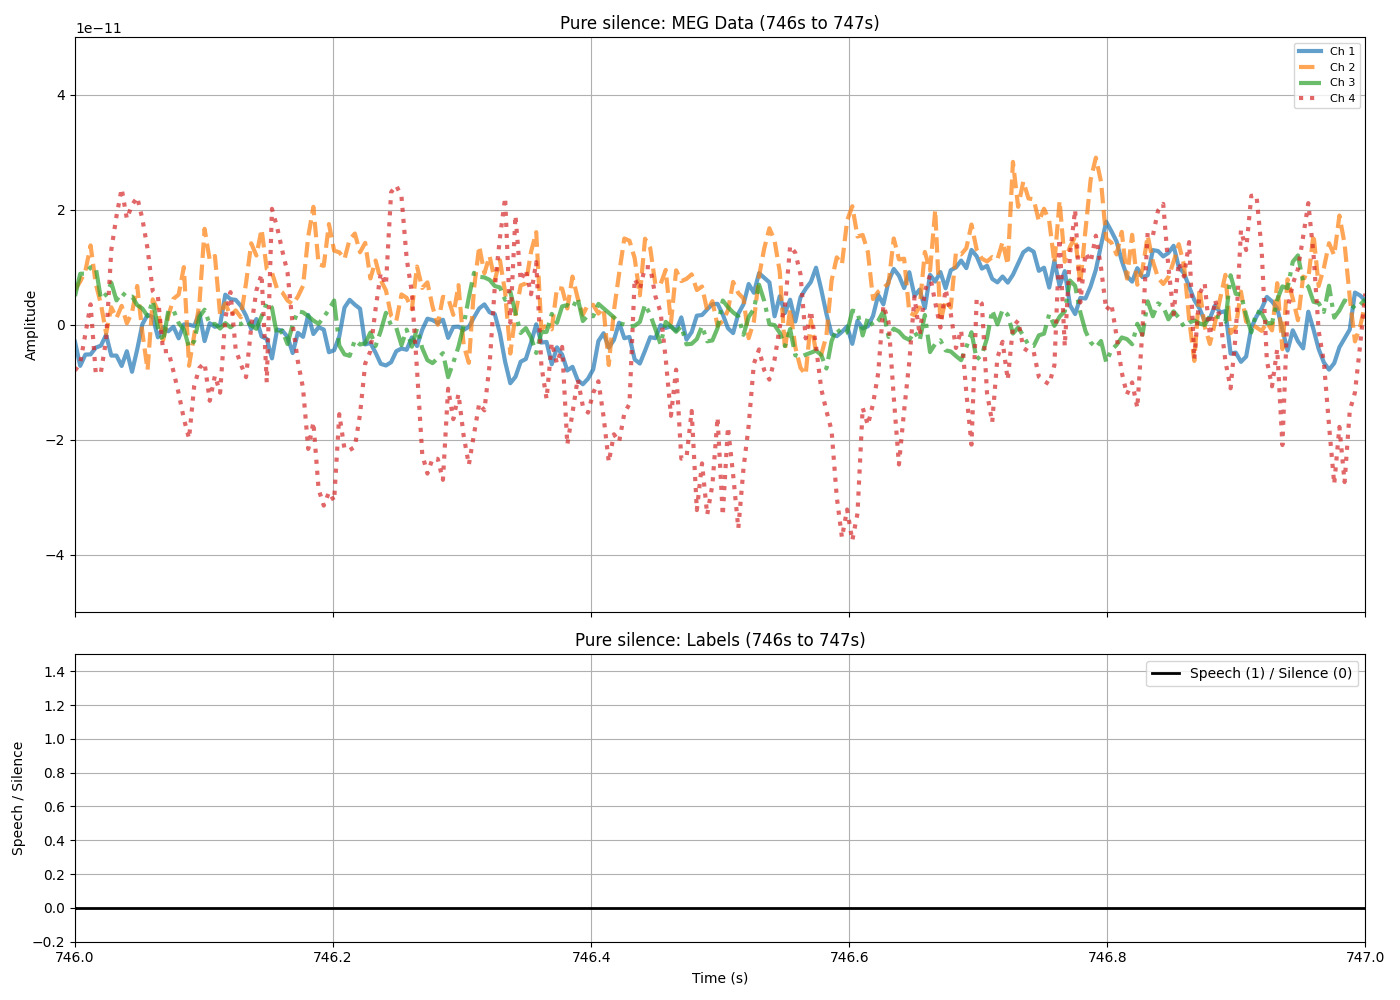 Pure silence: MEG Data (746s to 747s)
1e−11
Ch 1
Ch 2
Ch 3
Ch 4
4
2
0
−2
−4
Amplitude
Pure silence: Labels (746s to 747s)
Speech (1) / Silence (0)
1.4
1.2
1.0
0.8
0.6
0.4
0.2
0.0
−0.2
Speech / Silence
746.0 746.2 746.4 746.6 746.8 747.0
Time (s)